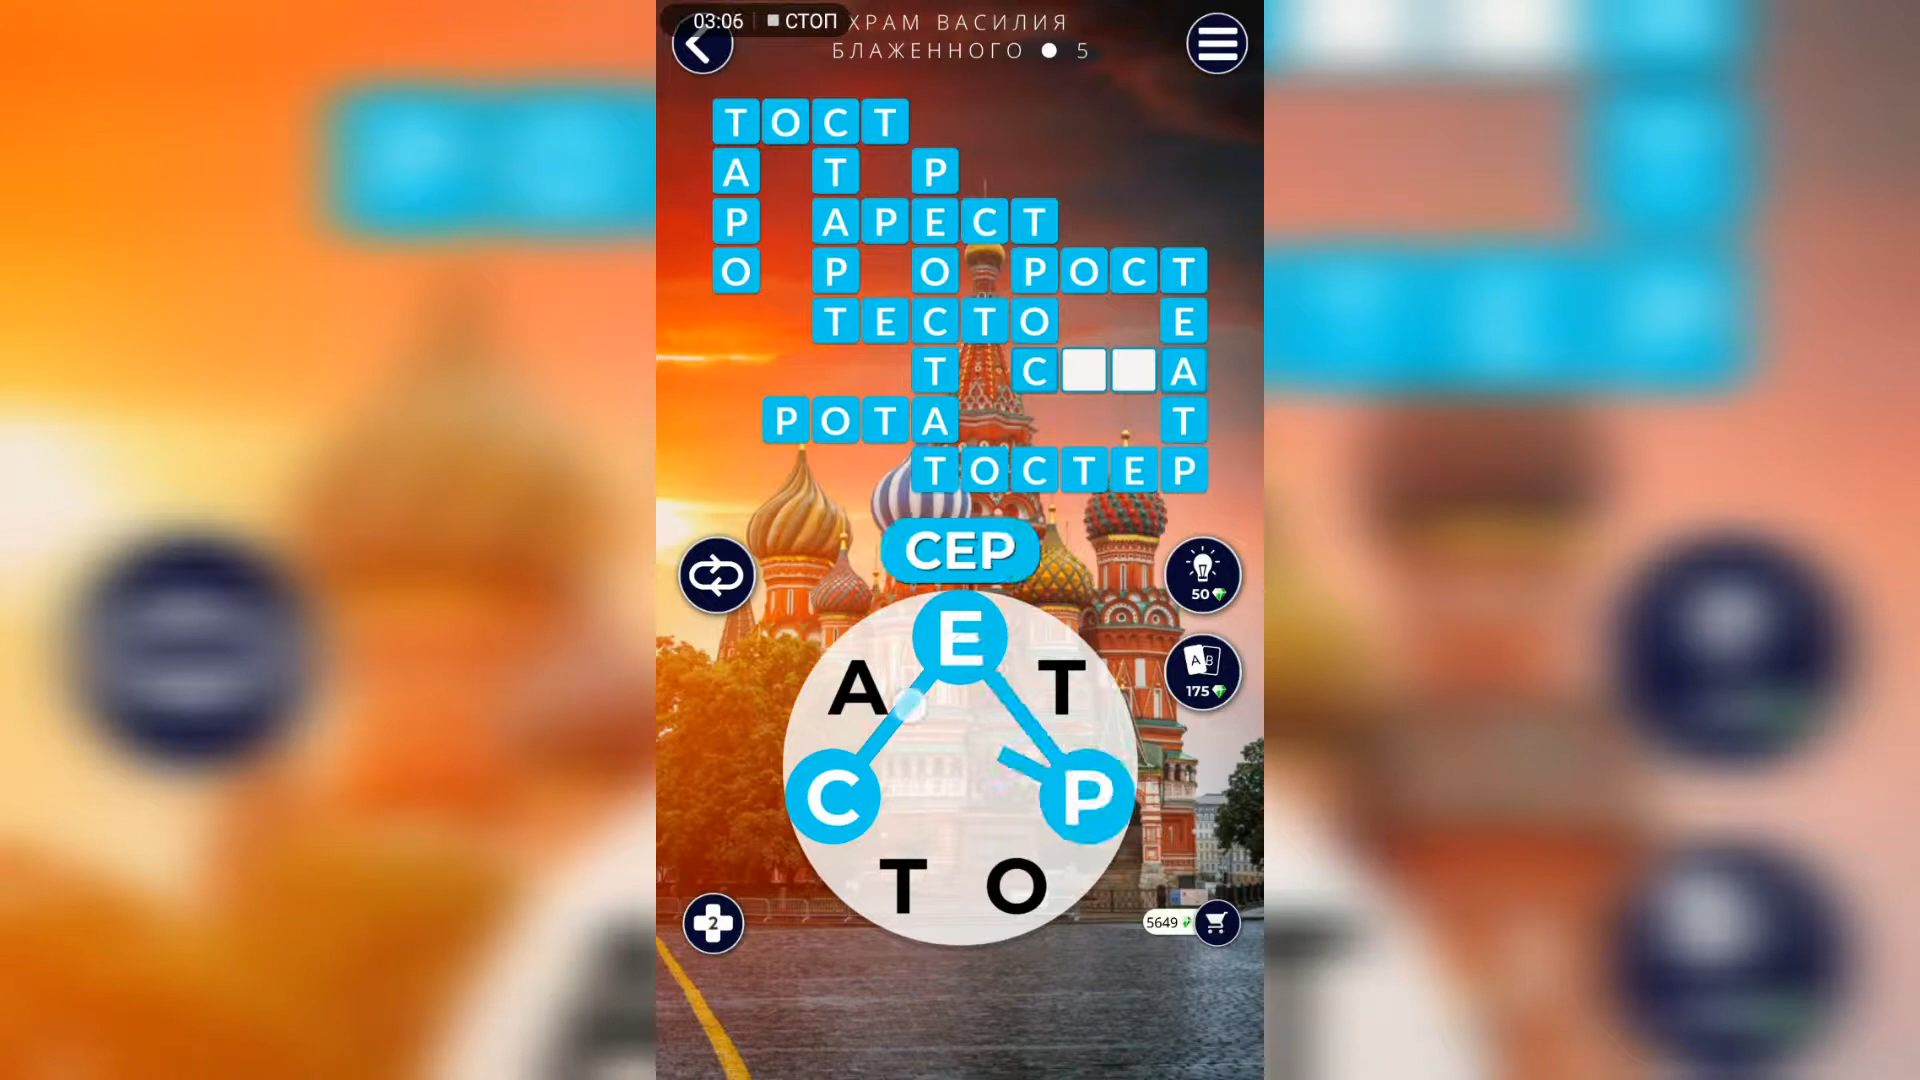 03:06 СТОП ХРАМ ВАСИЛИЯ
БЛАЖЕННОГО 5
ТОСТ
А Т Р
Р АРЕСТ
О Р О РОСТ
ТЕСТО Е
Т С А
РОТА Т
ТОСТЕР
СЕР
50
Е
А Т
A B
175
С Р
Т О
2
5649